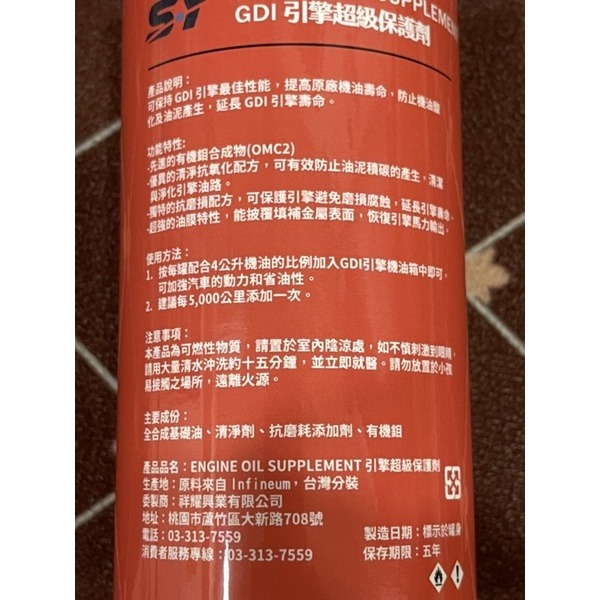 SY
SUPPLEMEN
GDI 引擎超級保護劑
產品說明：
可保持 GDI 引擎最佳性能，提高原廠機油壽命，防止機油酸
化及油泥產生，延長 GDI 引擎壽命。
功能特性:
-先進的有機鉬合成物(OMC2)
-優異的清淨抗氧化配方，可有效防止油泥積碳的產生，清潔
與淨化引擎油路。
-獨特的抗磨損配方，可保護引擎避免磨損腐蝕，延長引擎壽命。
-超強的油膜特性，能披覆填補金屬表面，恢復引擎馬力輸出。
使用方法：
1. 按每罐配合4公升機油的比例加入GDI引擎機油箱中即可，
可加強汽車的動力和省油性。
2. 建議每5,000公里添加一次。
注意事項：
本產品為可燃性物質，請置於室內陰涼處，如不慎刺激到眼睛，
請用大量清水沖洗約十五分鐘，並立即就醫。請勿放置於小孩
易接觸之場所，遠離火源。
主要成份：
全合成基礎油、清淨劑、抗磨耗添加劑、有機鉬
產品品名：ENGINE OIL SUPPLEMENT 引擎超級保護劑
生產地：原料來自 Infineum，台灣分裝
委製商：祥耀興業有限公司
地址：桃園市蘆竹區大新路708號
電話：03-313-7559
消費者服務專線：03-313-7559
製造日期：標示於罐身
保存期限：五年